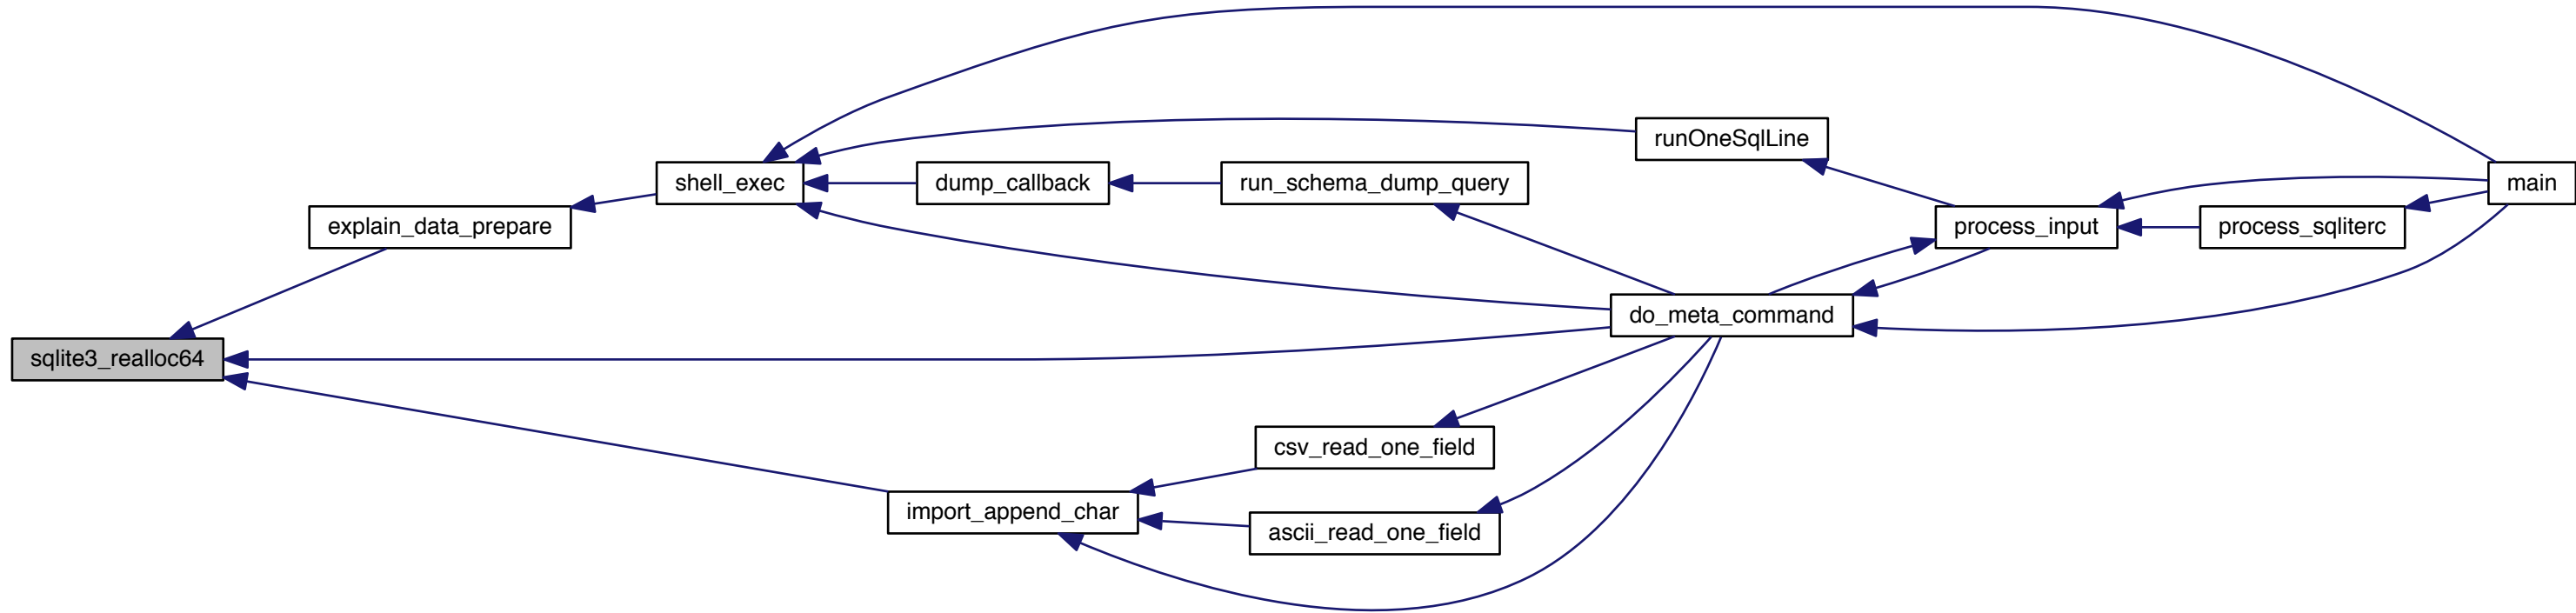 runOneSqlLine
shell_exec
dump_callback
run_schema_dump_query
main
explain_data_prepare
process_input
process_sqliterc
do_meta_command
sqlite3_realloc64
csv_read_one_field
import_append_char
ascii_read_one_field